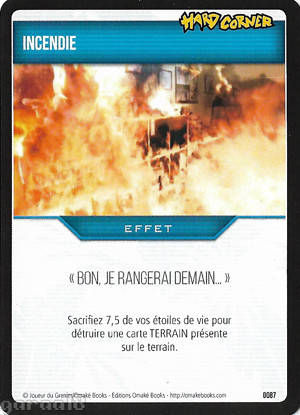 HARD CORNER
INCENDIE
EFFET
« BON, JE RANGERAI DEMAIN... »
Sacrifiez 7,5 de vos étoiles de vie pour
détruire une carte TERRAIN présente
sur le terrain.
© Joueur du Grenier/Omaké Books - Editions Omaké Books - http://omakebooks.com/
0087